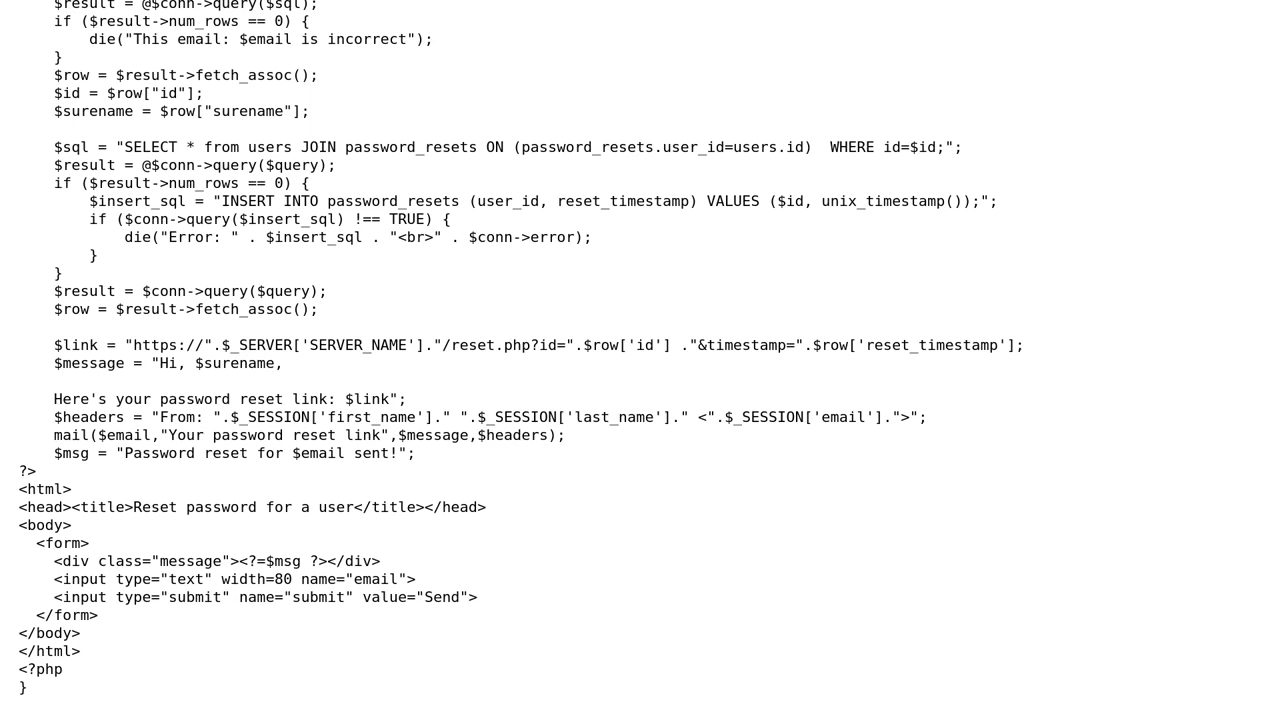 $result = @$conn->query($sql);
if ($result->num_rows == 0) {
die("This email: $email is incorrect");
}
$row = $result->fetch_assoc();
$id = $row["id"];
$surename = $row["surename"];
$sql = "SELECT * from users JOIN password_resets ON (password_resets.user_id=users.id)  WHERE id=$id;";
$result = @$conn->query($query);
if ($result->num_rows == 0) {
$insert_sql = "INSERT INTO password_resets (user_id, reset_timestamp) VALUES ($id, unix_timestamp());";
if ($conn->query($insert_sql) !== TRUE) {
die("Error: " . $insert_sql . "<br>" . $conn->error);
}
}
$result = $conn->query($query);
$row = $result->fetch_assoc();
$link = "https://".$_SERVER['SERVER_NAME']."/reset.php?id=".$row['id'] ."&timestamp=".$row['reset_timestamp'];
$message = "Hi, $surename,
Here's your password reset link: $link";
$headers = "From: ".$_SESSION['first_name']." ".$_SESSION['last_name']." <".$_SESSION['email'].">";
mail($email,"Your password reset link",$message,$headers);
$msg = "Password reset for $email sent!";
?>
<html>
<head><title>Reset password for a user</title></head>
<body>
<form>
<div class="message"><?=$msg ?></div>
<input type="text" width=80 name="email">
<input type="submit" name="submit" value="Send">
</form>
</body>
</html>
<?php
}